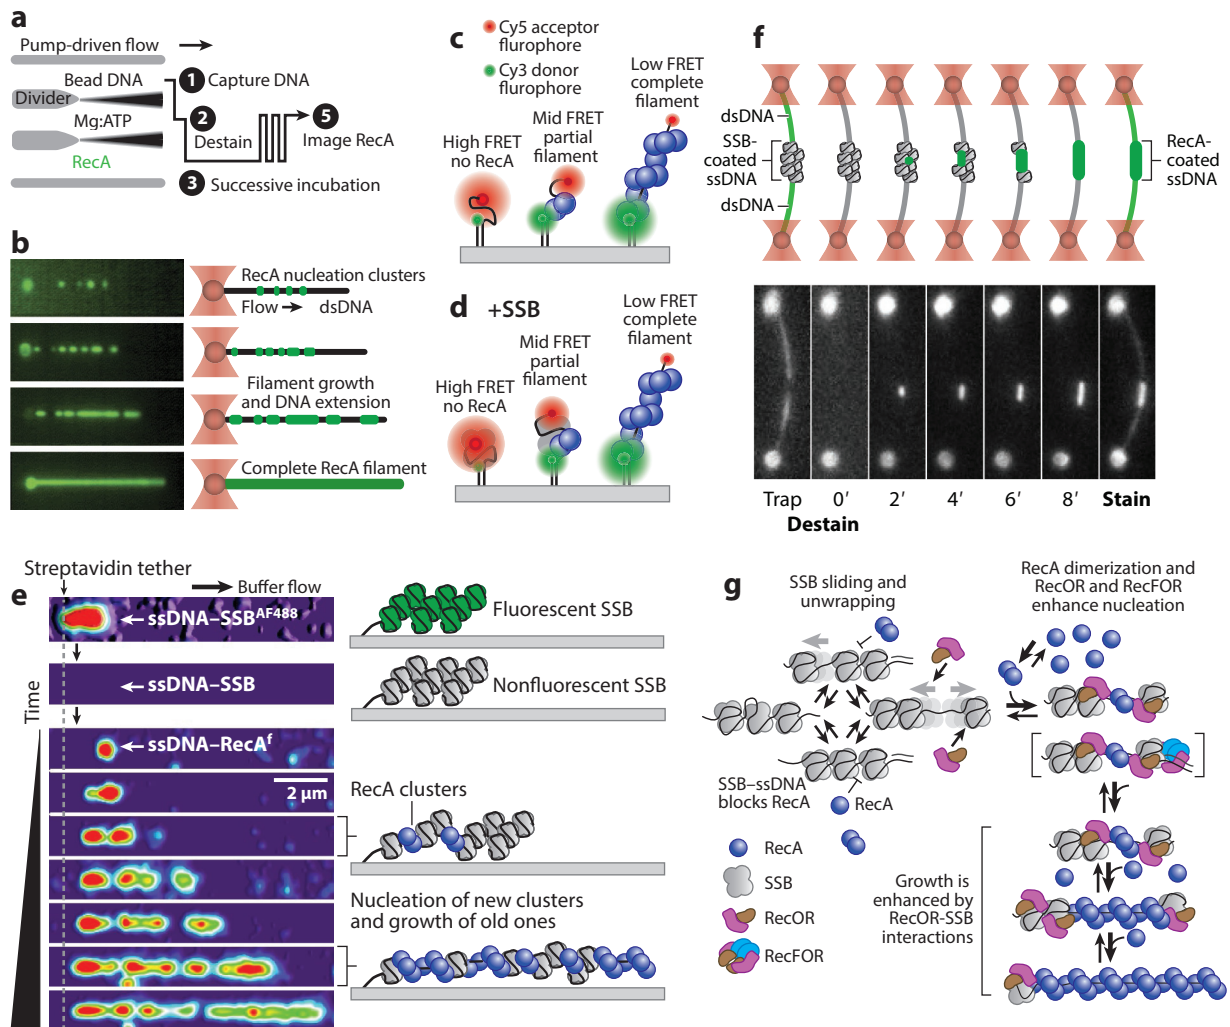 a
Pump-driven flow
Bead DNA
Divider
Mg:ATP
RecA
1 Capture DNA
2
Destain
5
Image RecA
3 Successive incubation
b
RecA nucleation clusters
Flow
dsDNA
Filament growth
and DNA extension
Complete RecA filament
c
Cy5 acceptor
flurophore
Cy3 donor
flurophore
High FRET
no RecA
Mid FRET
partial
filament
Low FRET
complete
filament
d +SSB
High FRET
no RecA
Mid FRET
partial
filament
Low FRET
complete
filament
f
dsDNA
SSB-
coated
ssDNA
dsDNA
RecA-
coated
ssDNA
Trap 0′ 2′ 4′ 6′ 8′ Stain
Destain
e
Streptavidin tether
Buffer flow
ssDNA–SSB^AF488
ssDNA–SSB
ssDNA–RecA^f
2 μm
Time
Fluorescent SSB
Nonfluorescent SSB
RecA clusters
Nucleation of new clusters
and growth of old ones
g
SSB sliding and
unwrapping
RecA dimerization and
RecOR and RecFOR
enhance nucleation
SSB–ssDNA
blocks RecA
RecA
RecA
SSB
RecOR
RecFOR
Growth is
enhanced by
RecOR-SSB
interactions